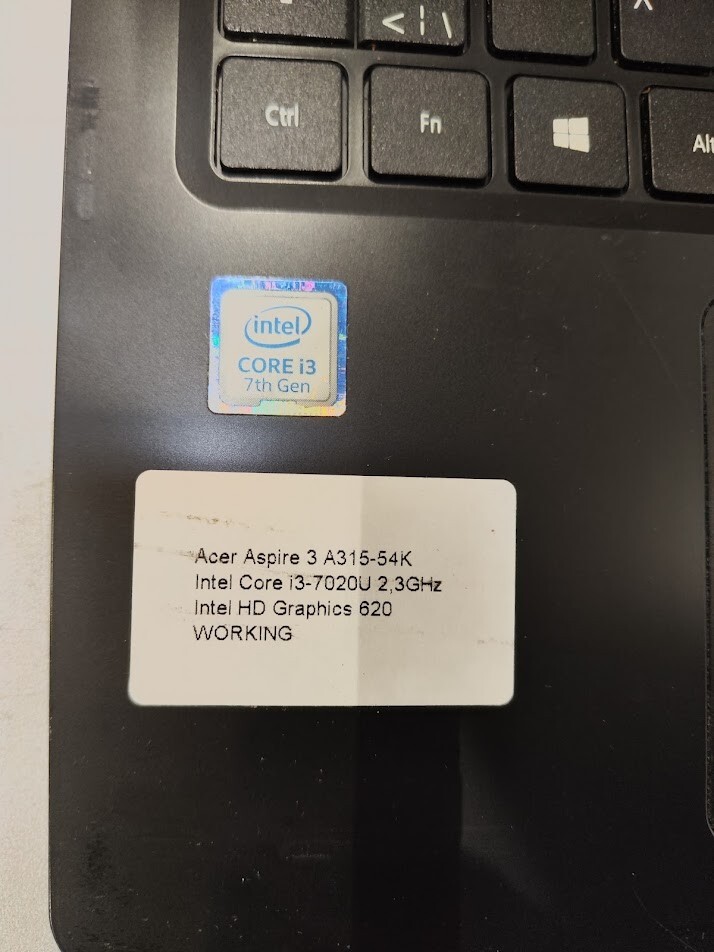 < ¦ \
X
Ctrl
Fn
Alt
intel
CORE i3
7th Gen
Acer Aspire 3 A315-54K
Intel Core i3-7020U 2,3GHz
Intel HD Graphics 620
WORKING